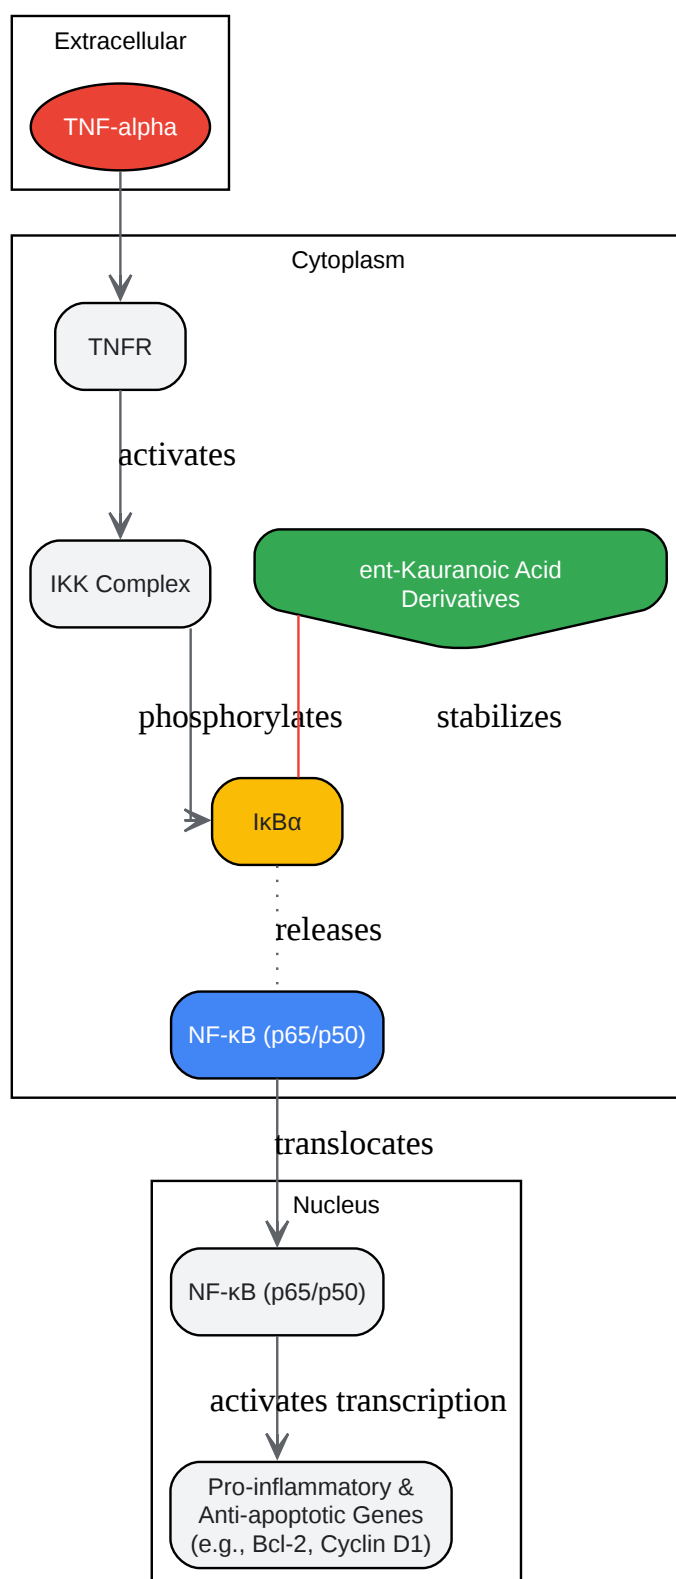 Extracellular
TNF-alpha
Cytoplasm
TNFR
activates
IKK Complex
ent-Kauranoic Acid
Derivatives
phosphorylates
stabilizes
IκBα
releases
NF-κB (p65/p50)
translocates
Nucleus
NF-κB (p65/p50)
activates transcription
Pro-inflammatory &
Anti-apoptotic Genes
(e.g., Bcl-2, Cyclin D1)